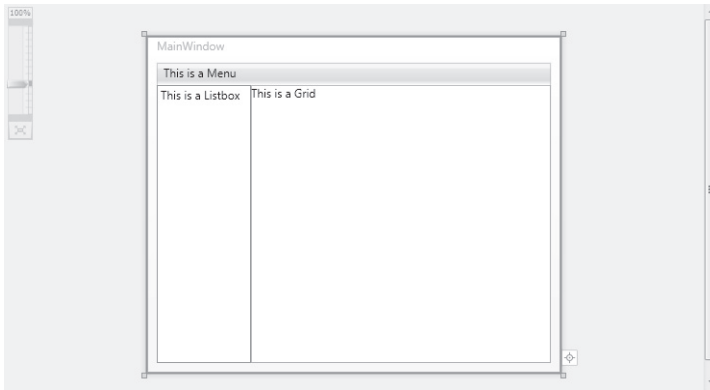 100%
MainWindow
This is a Menu
This is a Listbox
This is a Grid